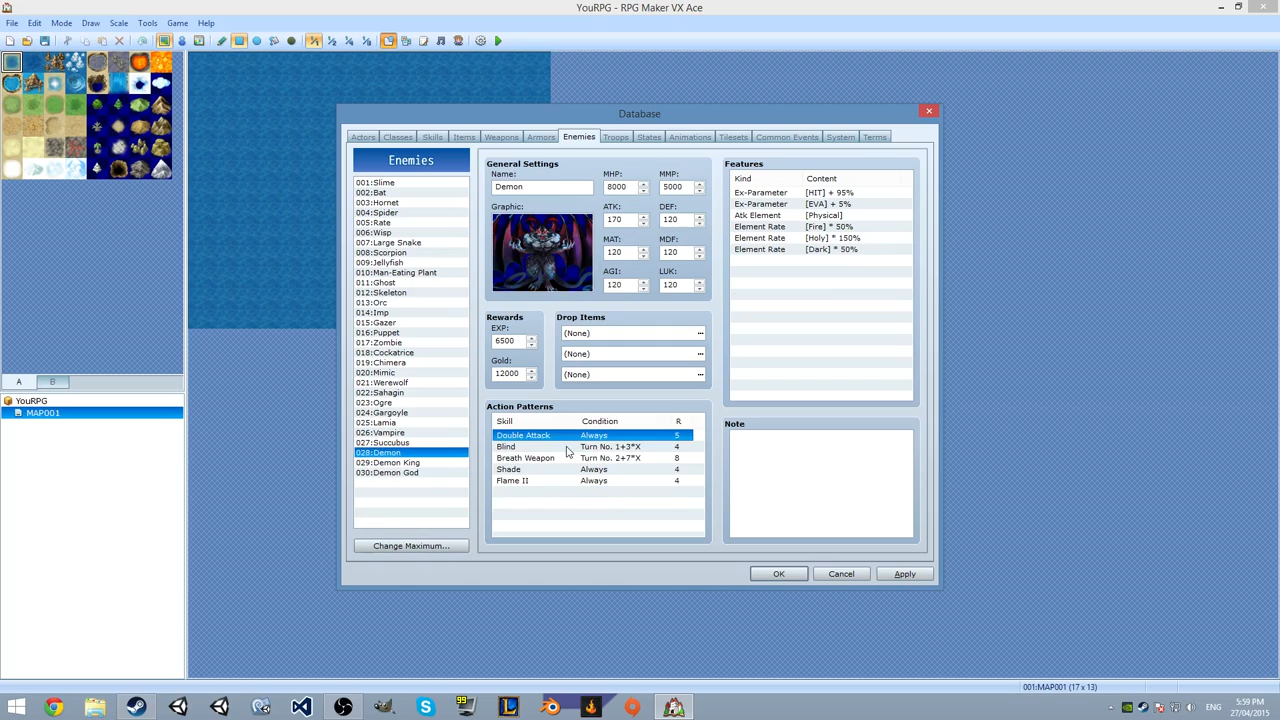 YouRPG - RPG Maker VX Ace
File Edit Mode Draw Scale Tools Game Help
Database
Actors Classes Skills Items Weapons Armors Enemies Troops States Animations Tilesets Common Events System Terms
Enemies
001:Slime
002:Bat
003:Hornet
004:Spider
005:Rate
006:Wisp
007:Large Snake
008:Scorpion
009:Jellyfish
010:Man-Eating Plant
011:Ghost
012:Skeleton
013:Orc
014:Imp
015:Gazer
016:Puppet
017:Zombie
018:Cockatrice
019:Chimera
020:Mimic
021:Werewolf
022:Sahagin
023:Ogre
024:Gargoyle
025:Lamia
026:Vampire
027:Succubus
028:Demon
029:Demon King
030:Demon God
Change Maximum...
General Settings
Name: MHP: MMP:
Demon 8000 5000
Graphic: ATK: DEF:
170 120
MAT: MDF:
120 120
AGI: LUK:
120 120
Rewards
EXP:
6500
Gold:
12000
Drop Items
(None)
(None)
(None)
Action Patterns
Skill Condition R
Double Attack Always 5
Blind Turn No. 1+3*X 4
Breath Weapon Turn No. 2+7*X 8
Shade Always 4
Flame II Always 4
Features
Kind Content
Ex-Parameter [HIT] + 95%
Ex-Parameter [EVA] + 5%
Atk Element [Physical]
Element Rate [Fire] * 50%
Element Rate [Holy] * 150%
Element Rate [Dark] * 50%
Note
OK Cancel Apply
A B
YouRPG
MAP001
001:MAP001 (17 x 13)
99
ENG
5:59 PM
27/04/2015